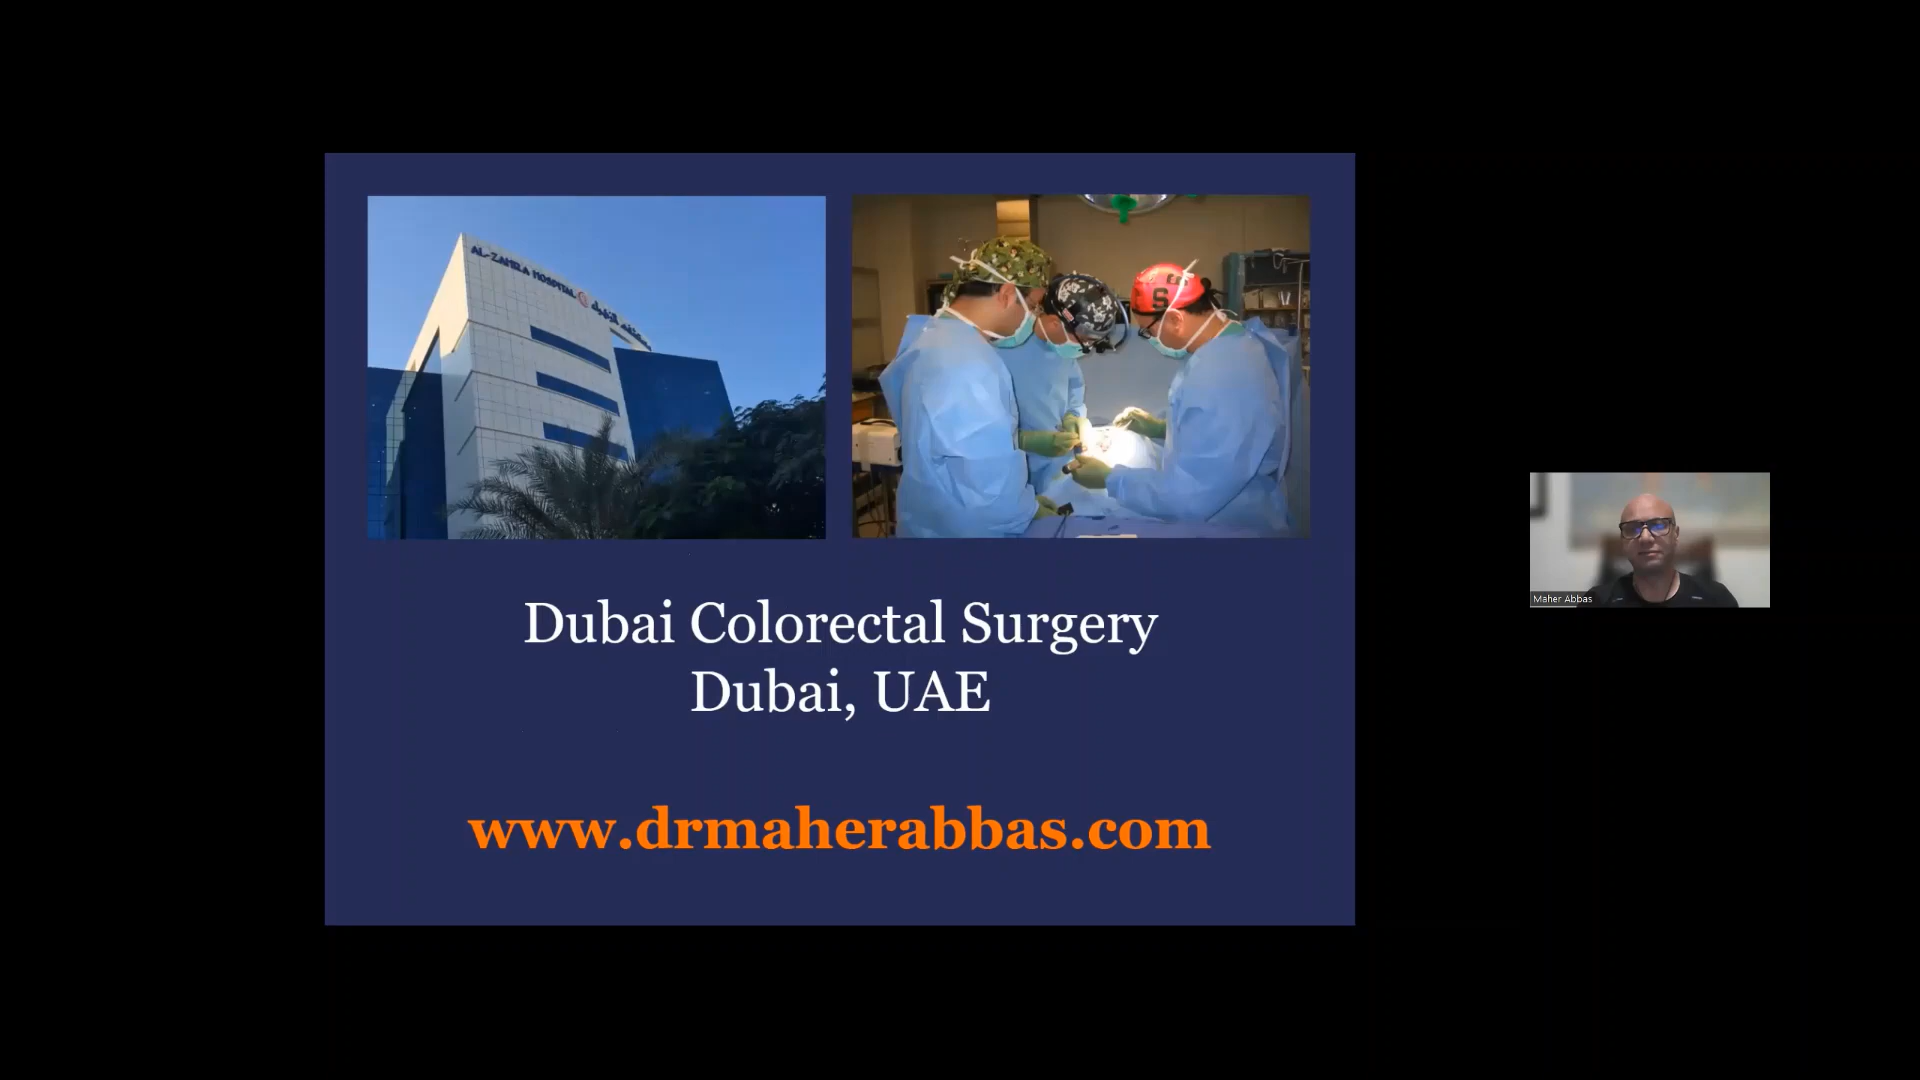 AL-ZAHRA HOSPITAL
Dubai Colorectal Surgery
Dubai, UAE
www.drmaherabbas.com
Maher Abbas